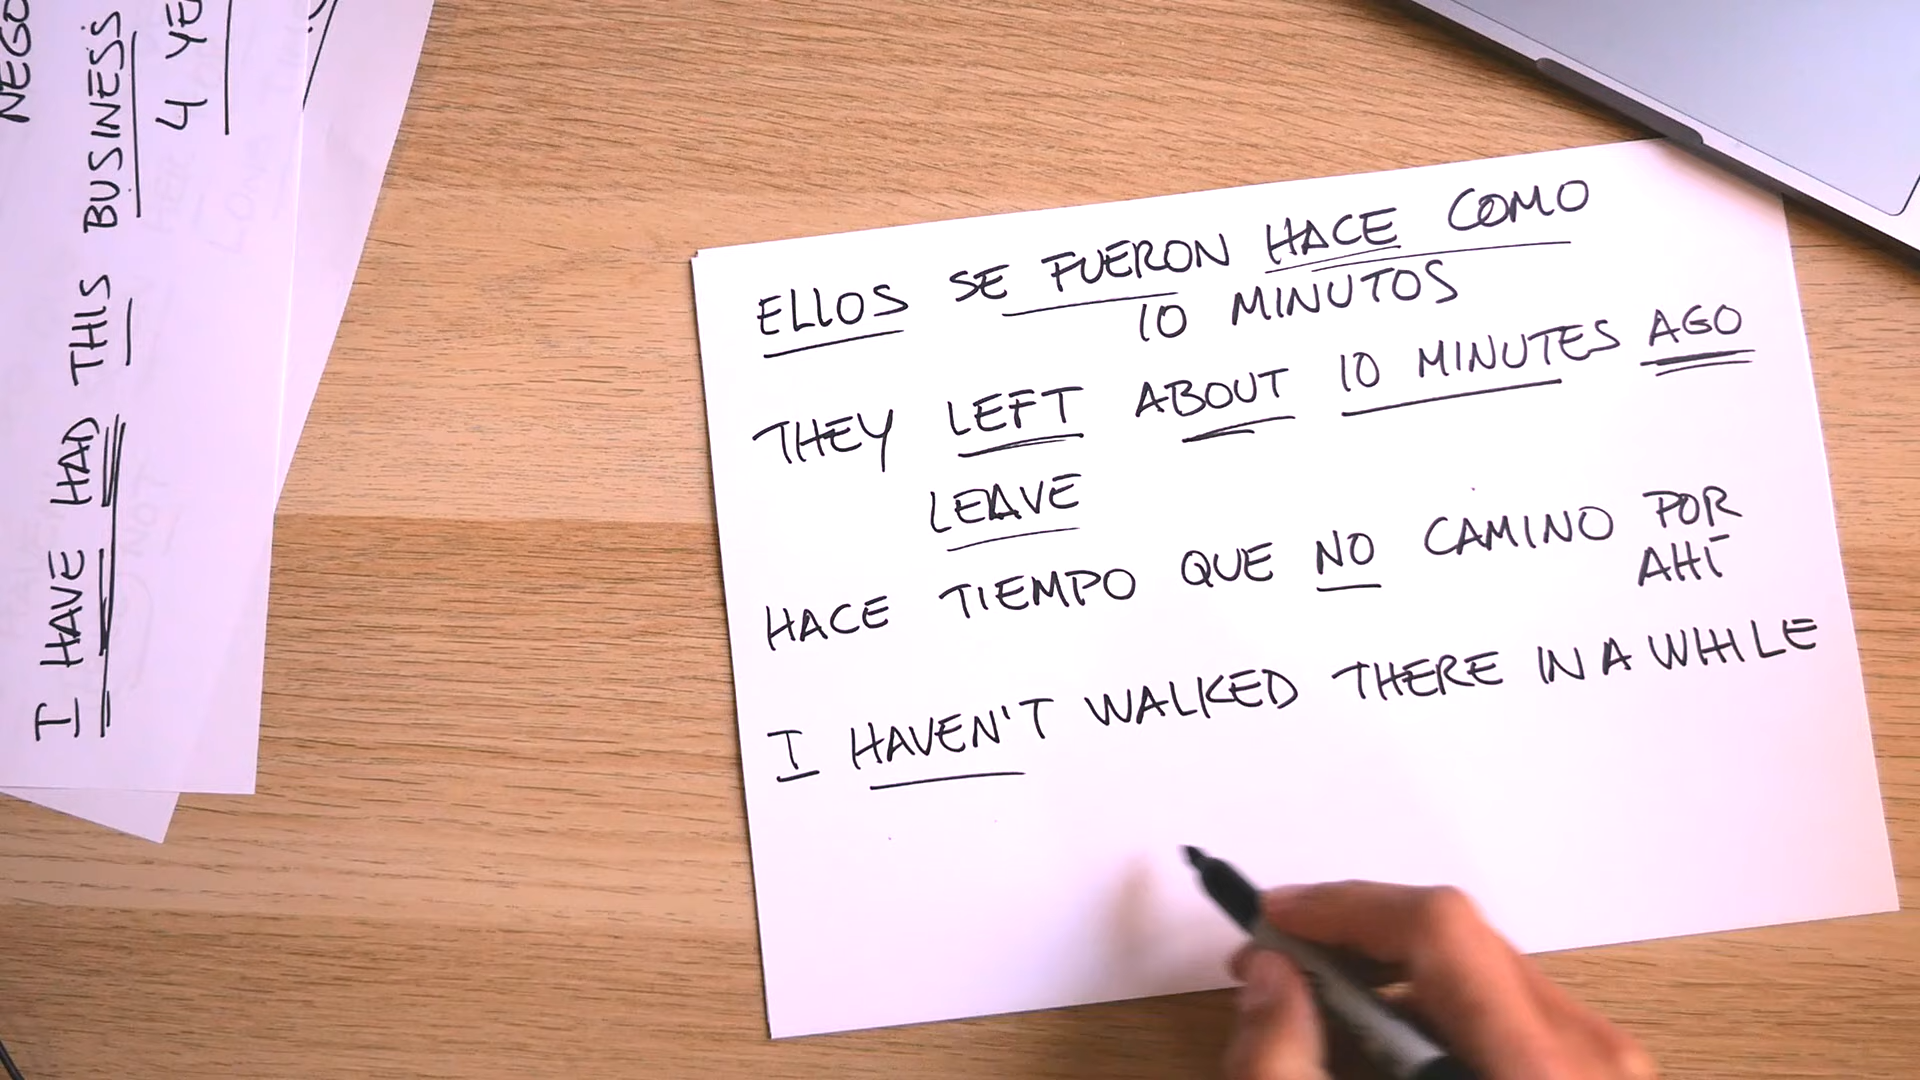 NEGO
I HAVE HAD THIS BUSINESS
4 YE
ELLOS SE FUERON HACE COMO
10 MINUTOS
THEY LEFT ABOUT 10 MINUTES AGO
LEAVE
HACE TIEMPO QUE NO CAMINO POR
AHÍ
I HAVEN'T WALKED THERE IN A WHILE